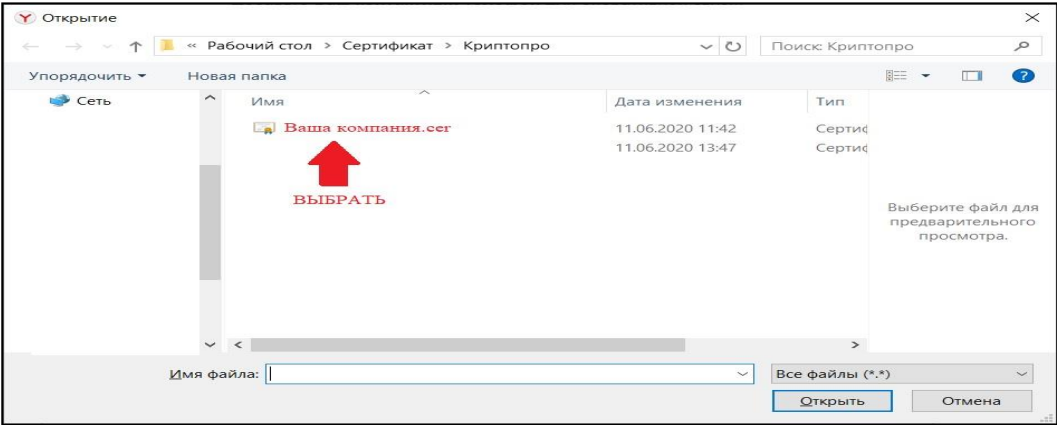 Открытие
« Рабочий стол > Сертификат > Криптопро
Поиск: Криптопро
Упорядочить Новая папка
Сеть
Имя Дата изменения Тип
Ваша компания.cer 11.06.2020 11:42 Сертиф
11.06.2020 13:47 Сертиф
ВЫБРАТЬ
Выберите файл для
предварительного
просмотра.
Имя файла: Все файлы (*.*)
Открыть Отмена